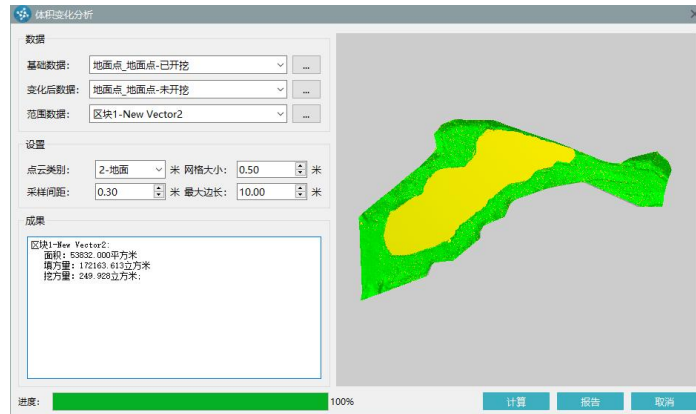 体积变化分析
数据
基础数据: 地面点_地面点-已开挖 ...
变化后数据: 地面点_地面点-未开挖 ...
范围数据: 区块1-New Vector2 ...
设置
点云类别: 2-地面 米 网格大小: 0.50 米
采样间距: 0.30 米 最大边长: 10.00 米
成果
区块1-New Vector2:
面积: 53832.000平方米
填方量: 172163.613立方米
挖方量: 249.928立方米;
进度: 100% 计算 报告 取消